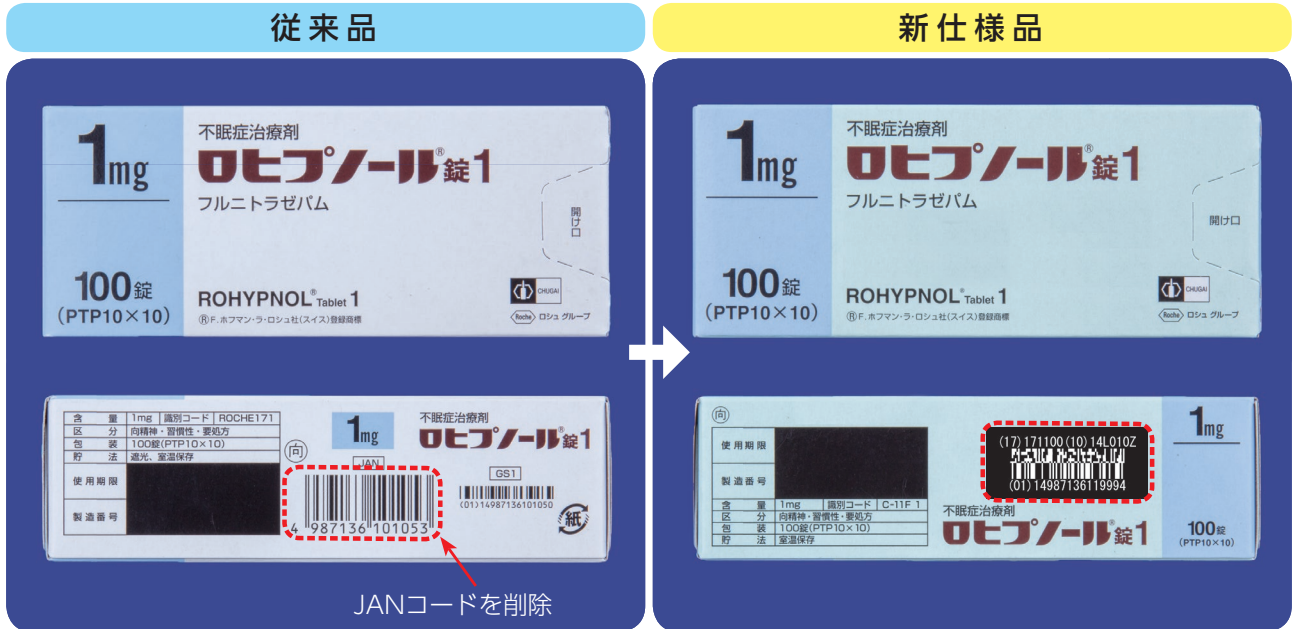 従来品
1mg
不眠症治療剤
ロヒプノール®錠1
フルニトラゼパム
開け口
100錠
(PTP10×10)
ROHYPNOL® Tablet 1
Ⓡ F.ホフマン・ラ・ロシュ社(スイス)登録商標
CHUGAI
Roche ロシュ グループ
含量 1mg 識別コード ROCHE171
区分 向精神・習慣性・要処方
包装 100錠(PTP10×10)
貯法 遮光、室温保存
使用期限
製造番号
向
1mg
不眠症治療剤
ロヒプノール®錠1
JAN
4 987136 101053
GS1
(01)14987136101050
紙
JANコードを削除
新仕様品
1mg
不眠症治療剤
ロヒプノール®錠1
フルニトラゼパム
開け口
100錠
(PTP10×10)
ROHYPNOL® Tablet 1
Ⓡ F.ホフマン・ラ・ロシュ社(スイス)登録商標
CHUGAI
Roche ロシュ グループ
向
使用期限
製造番号
含量 1mg 識別コード C-11F 1
区分 向精神・習慣性・要処方
包装 100錠(PTP10×10)
貯法 室温保存
(17)171100(10)14L010Z
(01)14987136119994
不眠症治療剤
ロヒプノール®錠1
1mg
100錠
(PTP10×10)